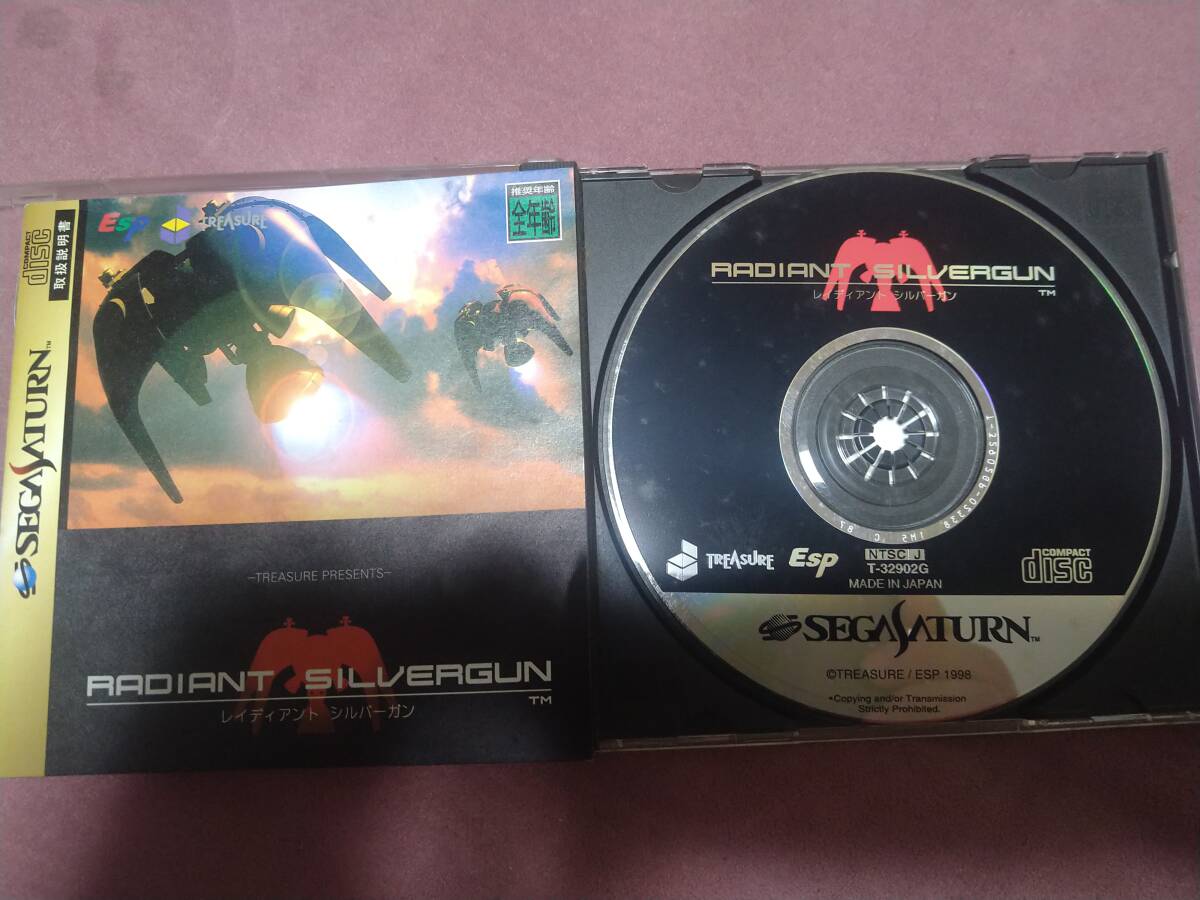 COMPACT
disc
取扱説明書
SEGA SATURN™
Esp
TREASURE
推奨年齢
全年齢
–TREASURE PRESENTS–
RADIANT SILVERGUN
TM
レイディアント シルバーガン
RADIANT SILVERGUN
TM
レイディアント シルバーガン
TREASURE
Esp
NTSC J
T-32902G
MADE IN JAPAN
COMPACT
disc
SEGA SATURN™
©TREASURE / ESP 1998
•Copying and/or Transmission
Strictly Prohibited.